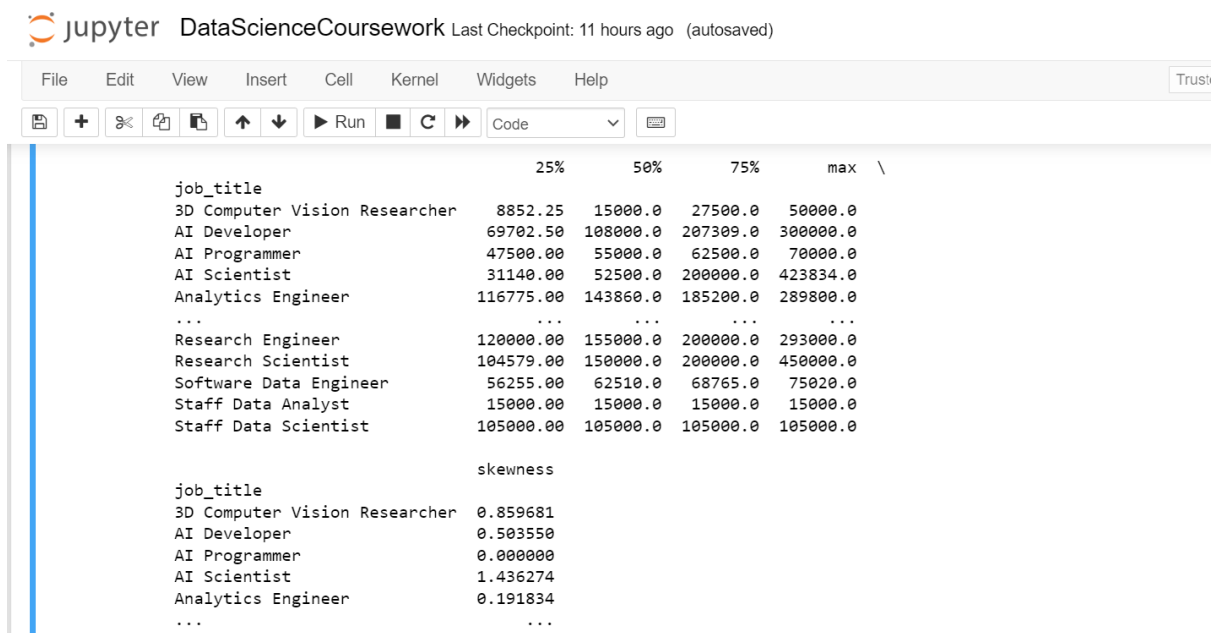 jupyter DataScienceCoursework Last Checkpoint: 11 hours ago (autosaved)
File Edit View Insert Cell Kernel Widgets Help
Run Code
25% 50% 75% max \
job_title
3D Computer Vision Researcher 8852.25 15000.0 27500.0 50000.0
AI Developer 69702.50 108000.0 207309.0 300000.0
AI Programmer 47500.00 55000.0 62500.0 70000.0
AI Scientist 31140.00 52500.0 200000.0 423834.0
Analytics Engineer 116775.00 143860.0 185200.0 289800.0
... ... ... ... ...
Research Engineer 120000.00 155000.0 200000.0 293000.0
Research Scientist 104579.00 150000.0 200000.0 450000.0
Software Data Engineer 56255.00 62510.0 68765.0 75020.0
Staff Data Analyst 15000.00 15000.0 15000.0 15000.0
Staff Data Scientist 105000.00 105000.0 105000.0 105000.0
skewness
job_title
3D Computer Vision Researcher 0.859681
AI Developer 0.503550
AI Programmer 0.000000
AI Scientist 1.436274
Analytics Engineer 0.191834
... ...